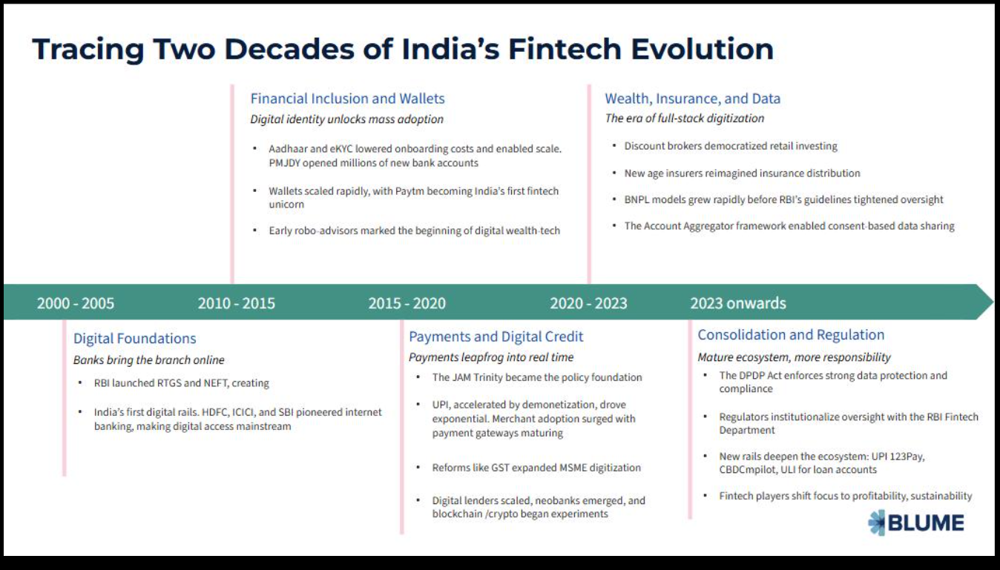 Tracing Two Decades of India's Fintech Evolution
Financial Inclusion and Wallets
Digital identity unlocks mass adoption
• Aadhaar and eKYC lowered onboarding costs and enabled scale.
PMJDY opened millions of new bank accounts
• Wallets scaled rapidly, with Paytm becoming India's first fintech
unicorn
• Early robo-advisors marked the beginning of digital wealth-tech
Wealth, Insurance, and Data
The era of full-stack digitization
• Discount brokers democratized retail investing
• New age insurers reimagined insurance distribution
• BNPL models grew rapidly before RBI's guidelines tightened oversight
• The Account Aggregator framework enabled consent-based data sharing
2000 - 2005
2010 - 2015
2015 - 2020
2020 - 2023
2023 onwards
Digital Foundations
Banks bring the branch online
• RBI launched RTGS and NEFT, creating
• India's first digital rails. HDFC, ICICI, and SBI pioneered internet
banking, making digital access mainstream
Payments and Digital Credit
Payments leapfrog into real time
• The JAM Trinity became the policy foundation
• UPI, accelerated by demonetization, drove
exponential. Merchant adoption surged with
payment gateways maturing
• Reforms like GST expanded MSME digitization
• Digital lenders scaled, neobanks emerged, and
blockchain /crypto began experiments
Consolidation and Regulation
Mature ecosystem, more responsibility
• The DPDP Act enforces strong data protection and
compliance
• Regulators institutionalize oversight with the RBI Fintech
Department
• New rails deepen the ecosystem: UPI 123Pay,
CBDCmpilot, ULI for loan accounts
• Fintech players shift focus to profitability, sustainability
BLUME